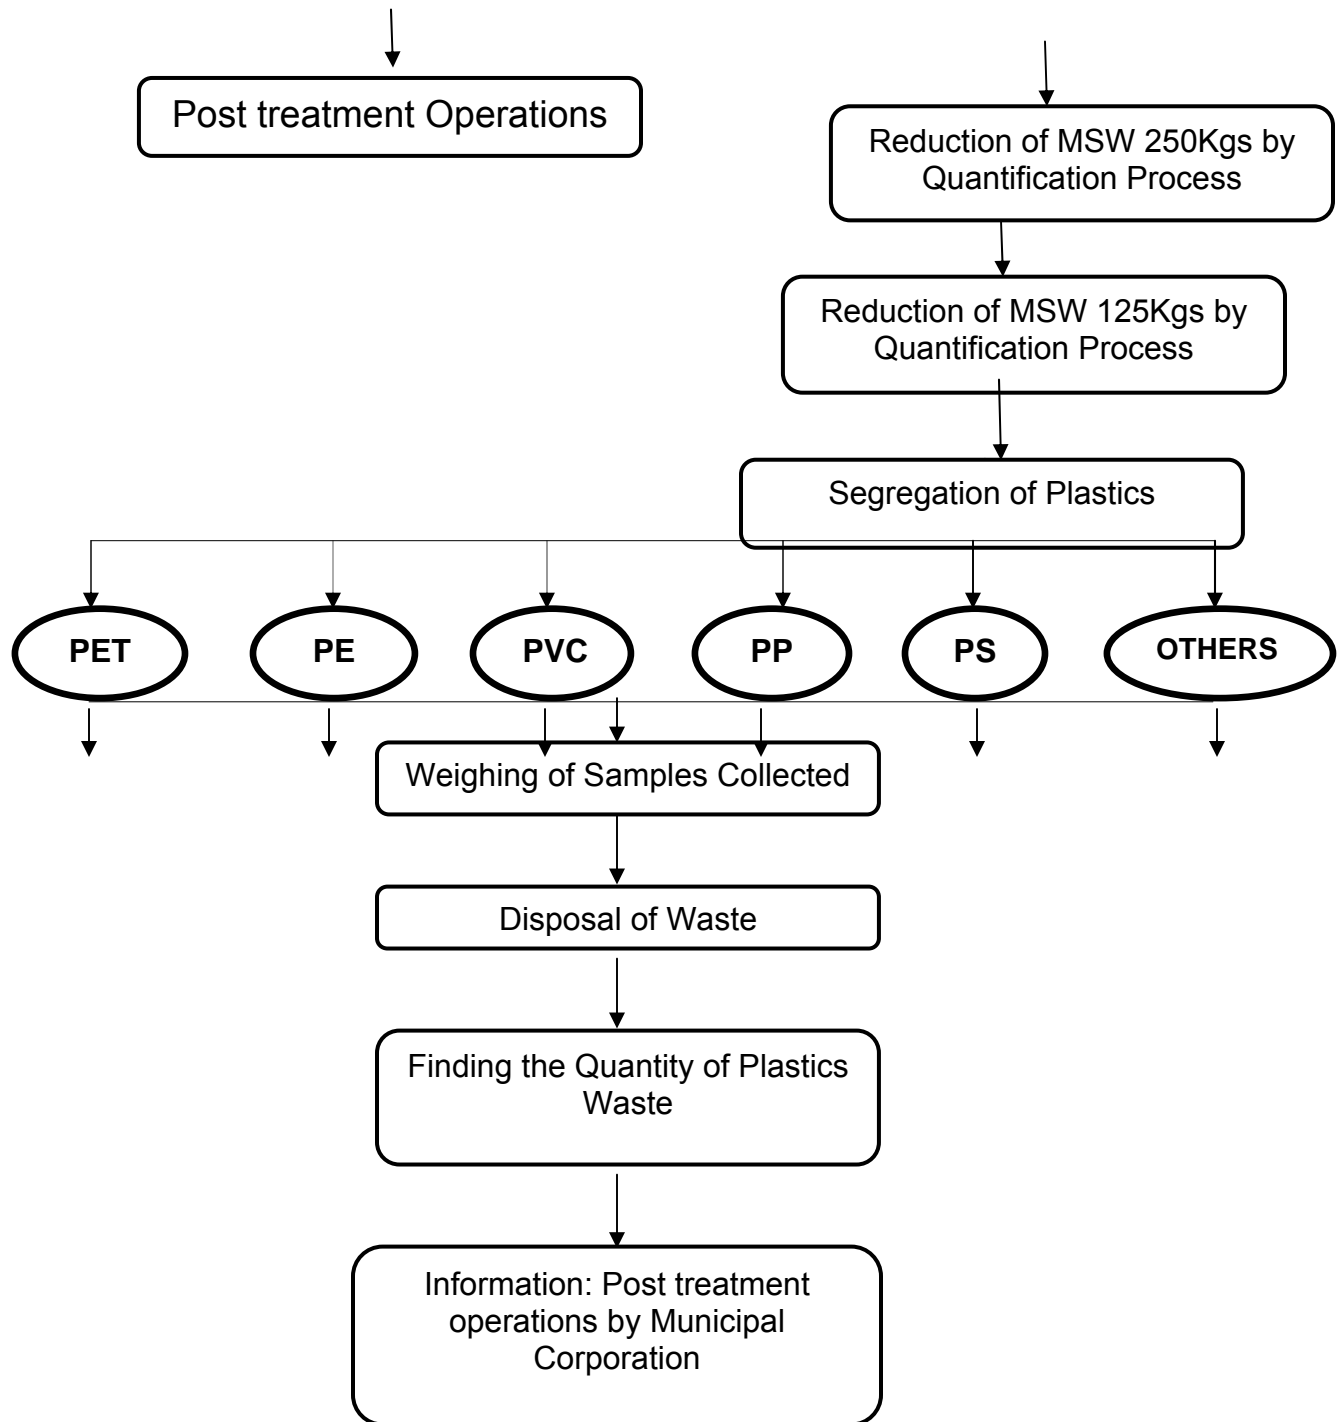 Post treatment Operations
Reduction of MSW 250Kgs by
Quantification Process
Reduction of MSW 125Kgs by
Quantification Process
Segregation of Plastics
PET
PE
PVC
PP
PS
OTHERS
Weighing of Samples Collected
Disposal of Waste
Finding the Quantity of Plastics
Waste
Information: Post treatment
operations by Municipal
Corporation